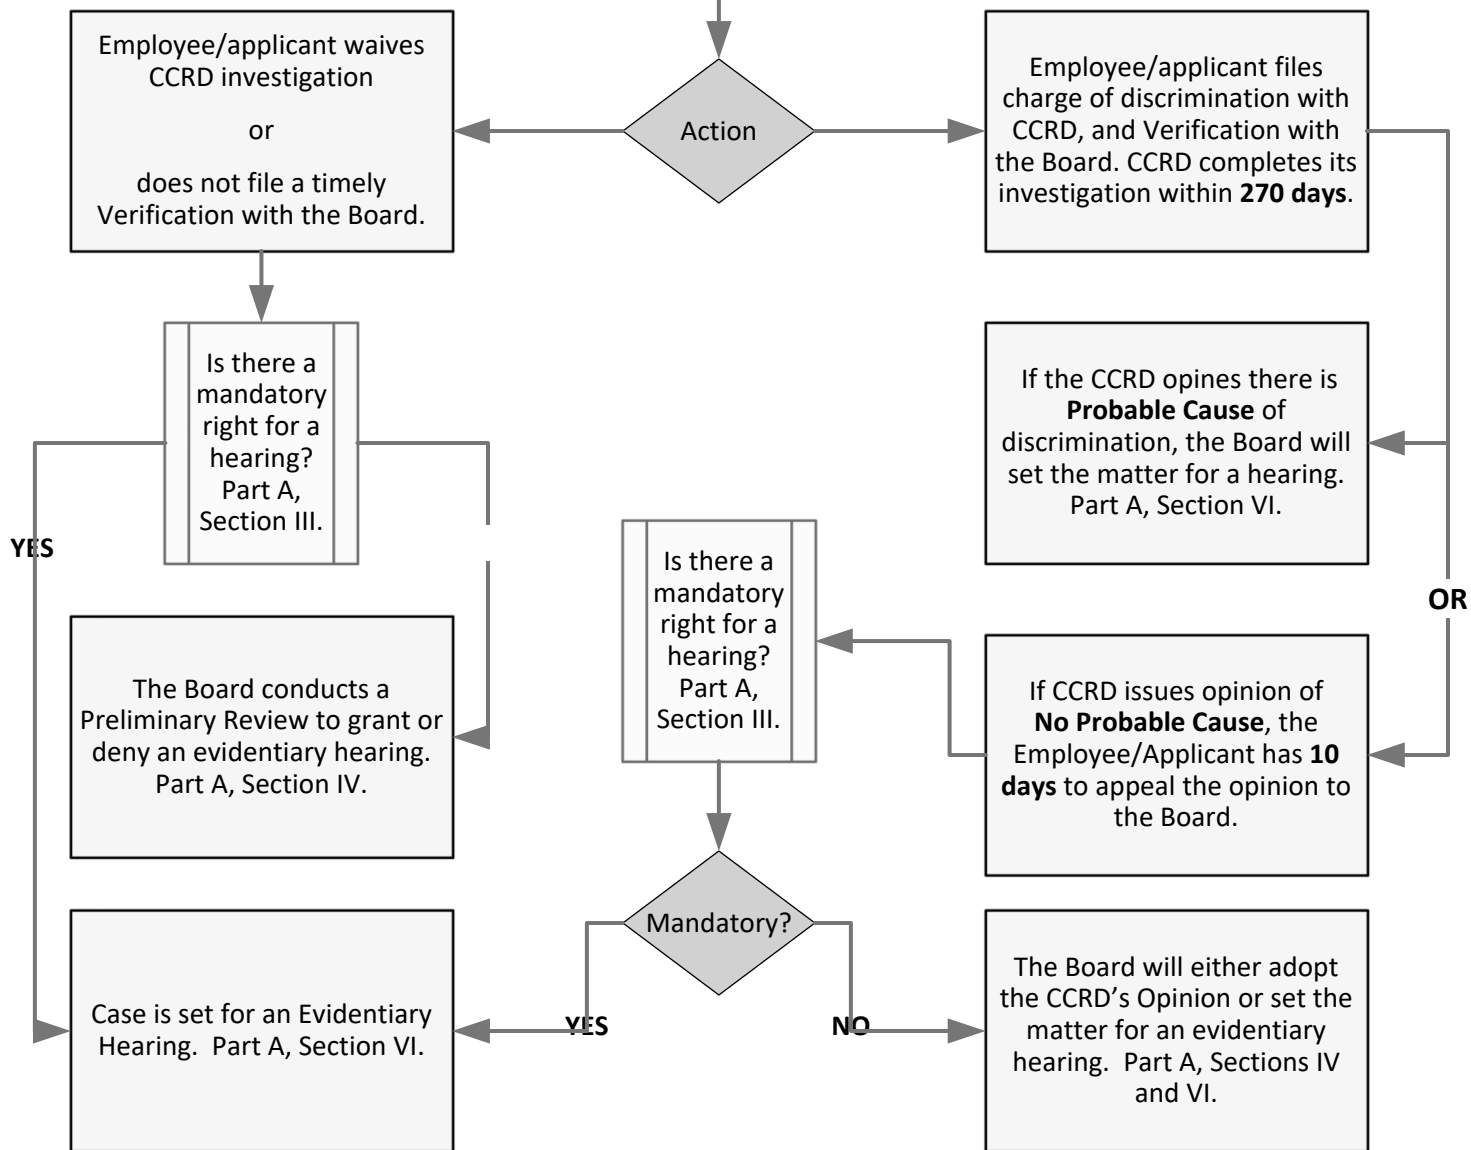 Employee/applicant waives
CCRD investigation
or
does not file a timely
Verification with the Board.
Action
Employee/applicant files
charge of discrimination with
CCRD, and Verification with
the Board. CCRD completes its
investigation within 270 days.
Is there a
mandatory
right for a
hearing?
Part A,
Section III.
YES
If the CCRD opines there is
Probable Cause of
discrimination, the Board will
set the matter for a hearing.
Part A, Section VI.
OR
Is there a
mandatory
right for a
hearing?
Part A,
Section III.
The Board conducts a
Preliminary Review to grant or
deny an evidentiary hearing.
Part A, Section IV.
If CCRD issues opinion of
No Probable Cause, the
Employee/Applicant has 10
days to appeal the opinion to
the Board.
Mandatory?
YES
NO
Case is set for an Evidentiary
Hearing.  Part A, Section VI.
The Board will either adopt
the CCRD’s Opinion or set the
matter for an evidentiary
hearing.  Part A, Sections IV
and VI.